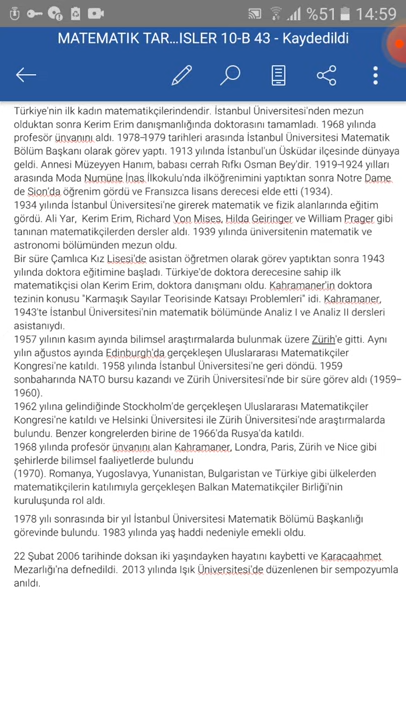 %51 14:59
MATEMATIK TAR...ISLER 10-B 43 - Kaydedildi
Türkiye'nin ilk kadın matematikçilerindendir. İstanbul Üniversitesi'nden mezun
olduktan sonra Kerim Erim danışmanlığında doktorasını tamamladı. 1968 yılında
profesör ünvanını aldı. 1978-1979 tarihleri arasında İstanbul Üniversitesi Matematik
Bölüm Başkanı olarak görev yaptı. 1913 yılında İstanbul'un Üsküdar ilçesinde dünyaya
geldi. Annesi Müzeyyen Hanım, babası cerrah Rıfkı Osman Bey'dir. 1919-1924 yılları
arasında Moda Numüne İnas İlkokulu'nda ilköğrenimini yaptıktan sonra Notre Dame
de Sion'da öğrenim gördü ve Fransızca lisans derecesi elde etti (1934).
1934 yılında İstanbul Üniversitesi'ne girerek matematik ve fizik alanlarında eğitim
gördü. Ali Yar, Kerim Erim, Richard Von Mises, Hilda Geiringer ve William Prager gibi
tanınan matematikçilerden dersler aldı. 1939 yılında üniversitenin matematik ve
astronomi bölümünden mezun oldu.
Bir süre Çamlıca Kız Lisesi'de asistan öğretmen olarak görev yaptıktan sonra 1943
yılında doktora eğitimine başladı. Türkiye'de doktora derecesine sahip ilk
matematikçisi olan Kerim Erim, doktora danışmanı oldu. Kahramaner'in doktora
tezinin konusu "Karmaşık Sayılar Teorisinde Katsayı Problemleri" idi. Kahramaner,
1943'te İstanbul Üniversitesi'nin matematik bölümünde Analiz I ve Analiz II dersleri
asistanıydı.
1957 yılının kasım ayında bilimsel araştırmalarda bulunmak üzere Zürih'e gitti. Aynı
yılın ağustos ayında Edinburgh'da gerçekleşen Uluslararası Matematikçiler
Kongresi'ne katıldı. 1958 yılında İstanbul Üniversitesi'ne geri döndü. 1959
sonbaharında NATO bursu kazandı ve Zürih Üniversitesi'nde bir süre görev aldı (1959–
1960).
1962 yılına gelindiğinde Stockholm'de gerçekleşen Uluslararası Matematikçiler
Kongresi'ne katıldı ve Helsinki Üniversitesi ile Zürih Üniversitesi'nde araştırmalarda
bulundu. Benzer kongrelerden birine de 1966'da Rusya'da katıldı.
1968 yılında profesör ünvanını alan Kahramaner, Londra, Paris, Zürih ve Nice gibi
şehirlerde bilimsel faaliyetlerde bulundu
(1970). Romanya, Yugoslavya, Yunanistan, Bulgaristan ve Türkiye gibi ülkelerden
matematikçilerin katılımıyla gerçekleşen Balkan Matematikçiler Birliği'nin
kuruluşunda rol aldı.
1978 yılı sonrasında bir yıl İstanbul Üniversitesi Matematik Bölümü Başkanlığı
görevinde bulundu. 1983 yılında yaş haddi nedeniyle emekli oldu.
22 Şubat 2006 tarihinde doksan iki yaşındayken hayatını kaybetti ve Karacaahmet
Mezarlığı'na defnedildi. 2013 yılında Işık Üniversitesi'de düzenlenen bir sempozyumla
anıldı.